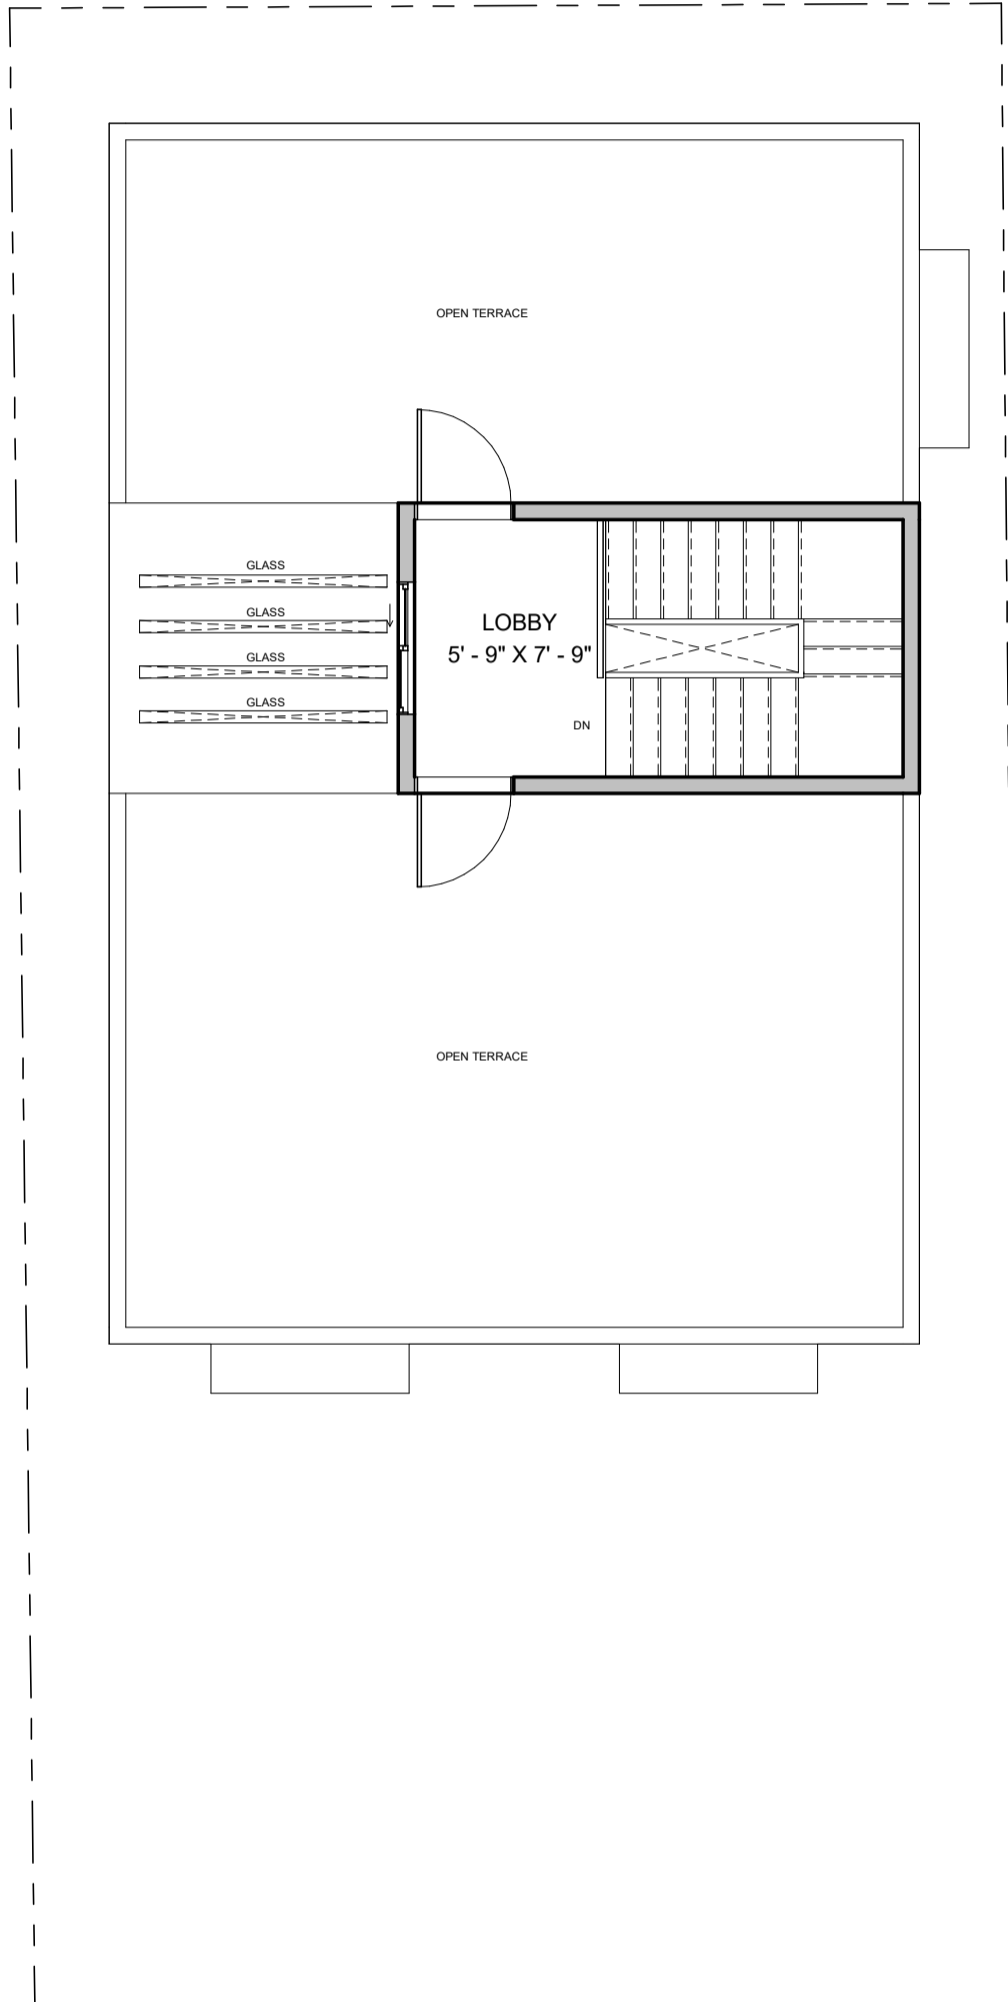 OPEN TERRACE
GLASS
GLASS
GLASS
GLASS
LOBBY
5' - 9" X 7' - 9"
DN
OPEN TERRACE